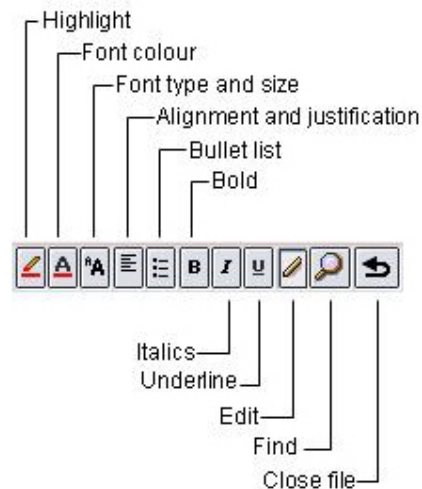 Highlight
Font colour
Font type and size
Alignment and justification
Bullet list
Bold
A AA B I U
Italics
Underline
Edit
Find
Close file